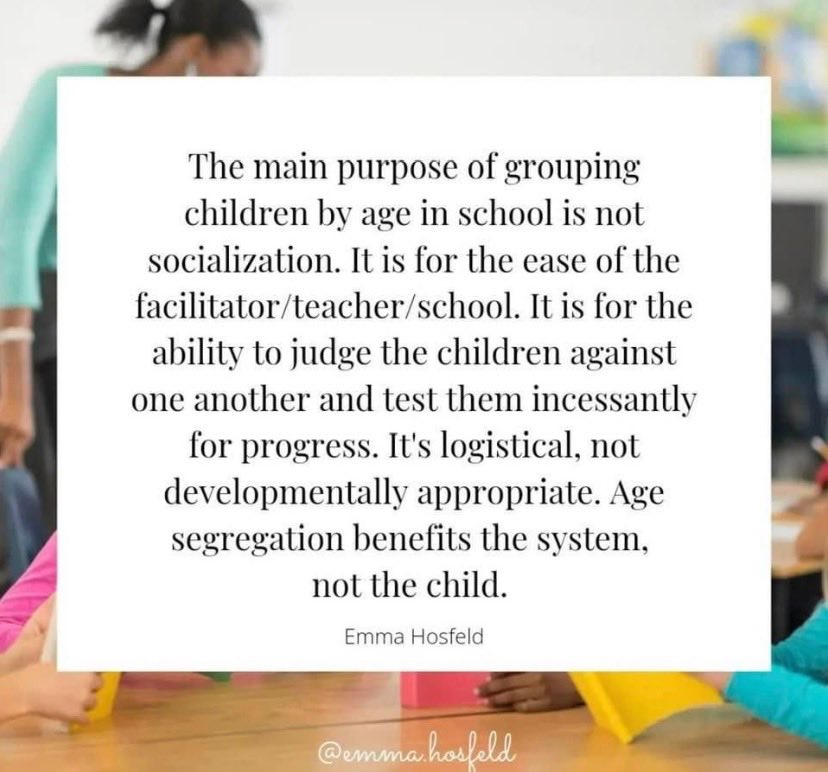 The main purpose of grouping
children by age in school is not
socialization. It is for the ease of the
facilitator/teacher/school. It is for the
ability to judge the children against
one another and test them incessantly
for progress. It's logistical, not
developmentally appropriate. Age
segregation benefits the system,
not the child.
Emma Hosfeld
@emma.hosfeld